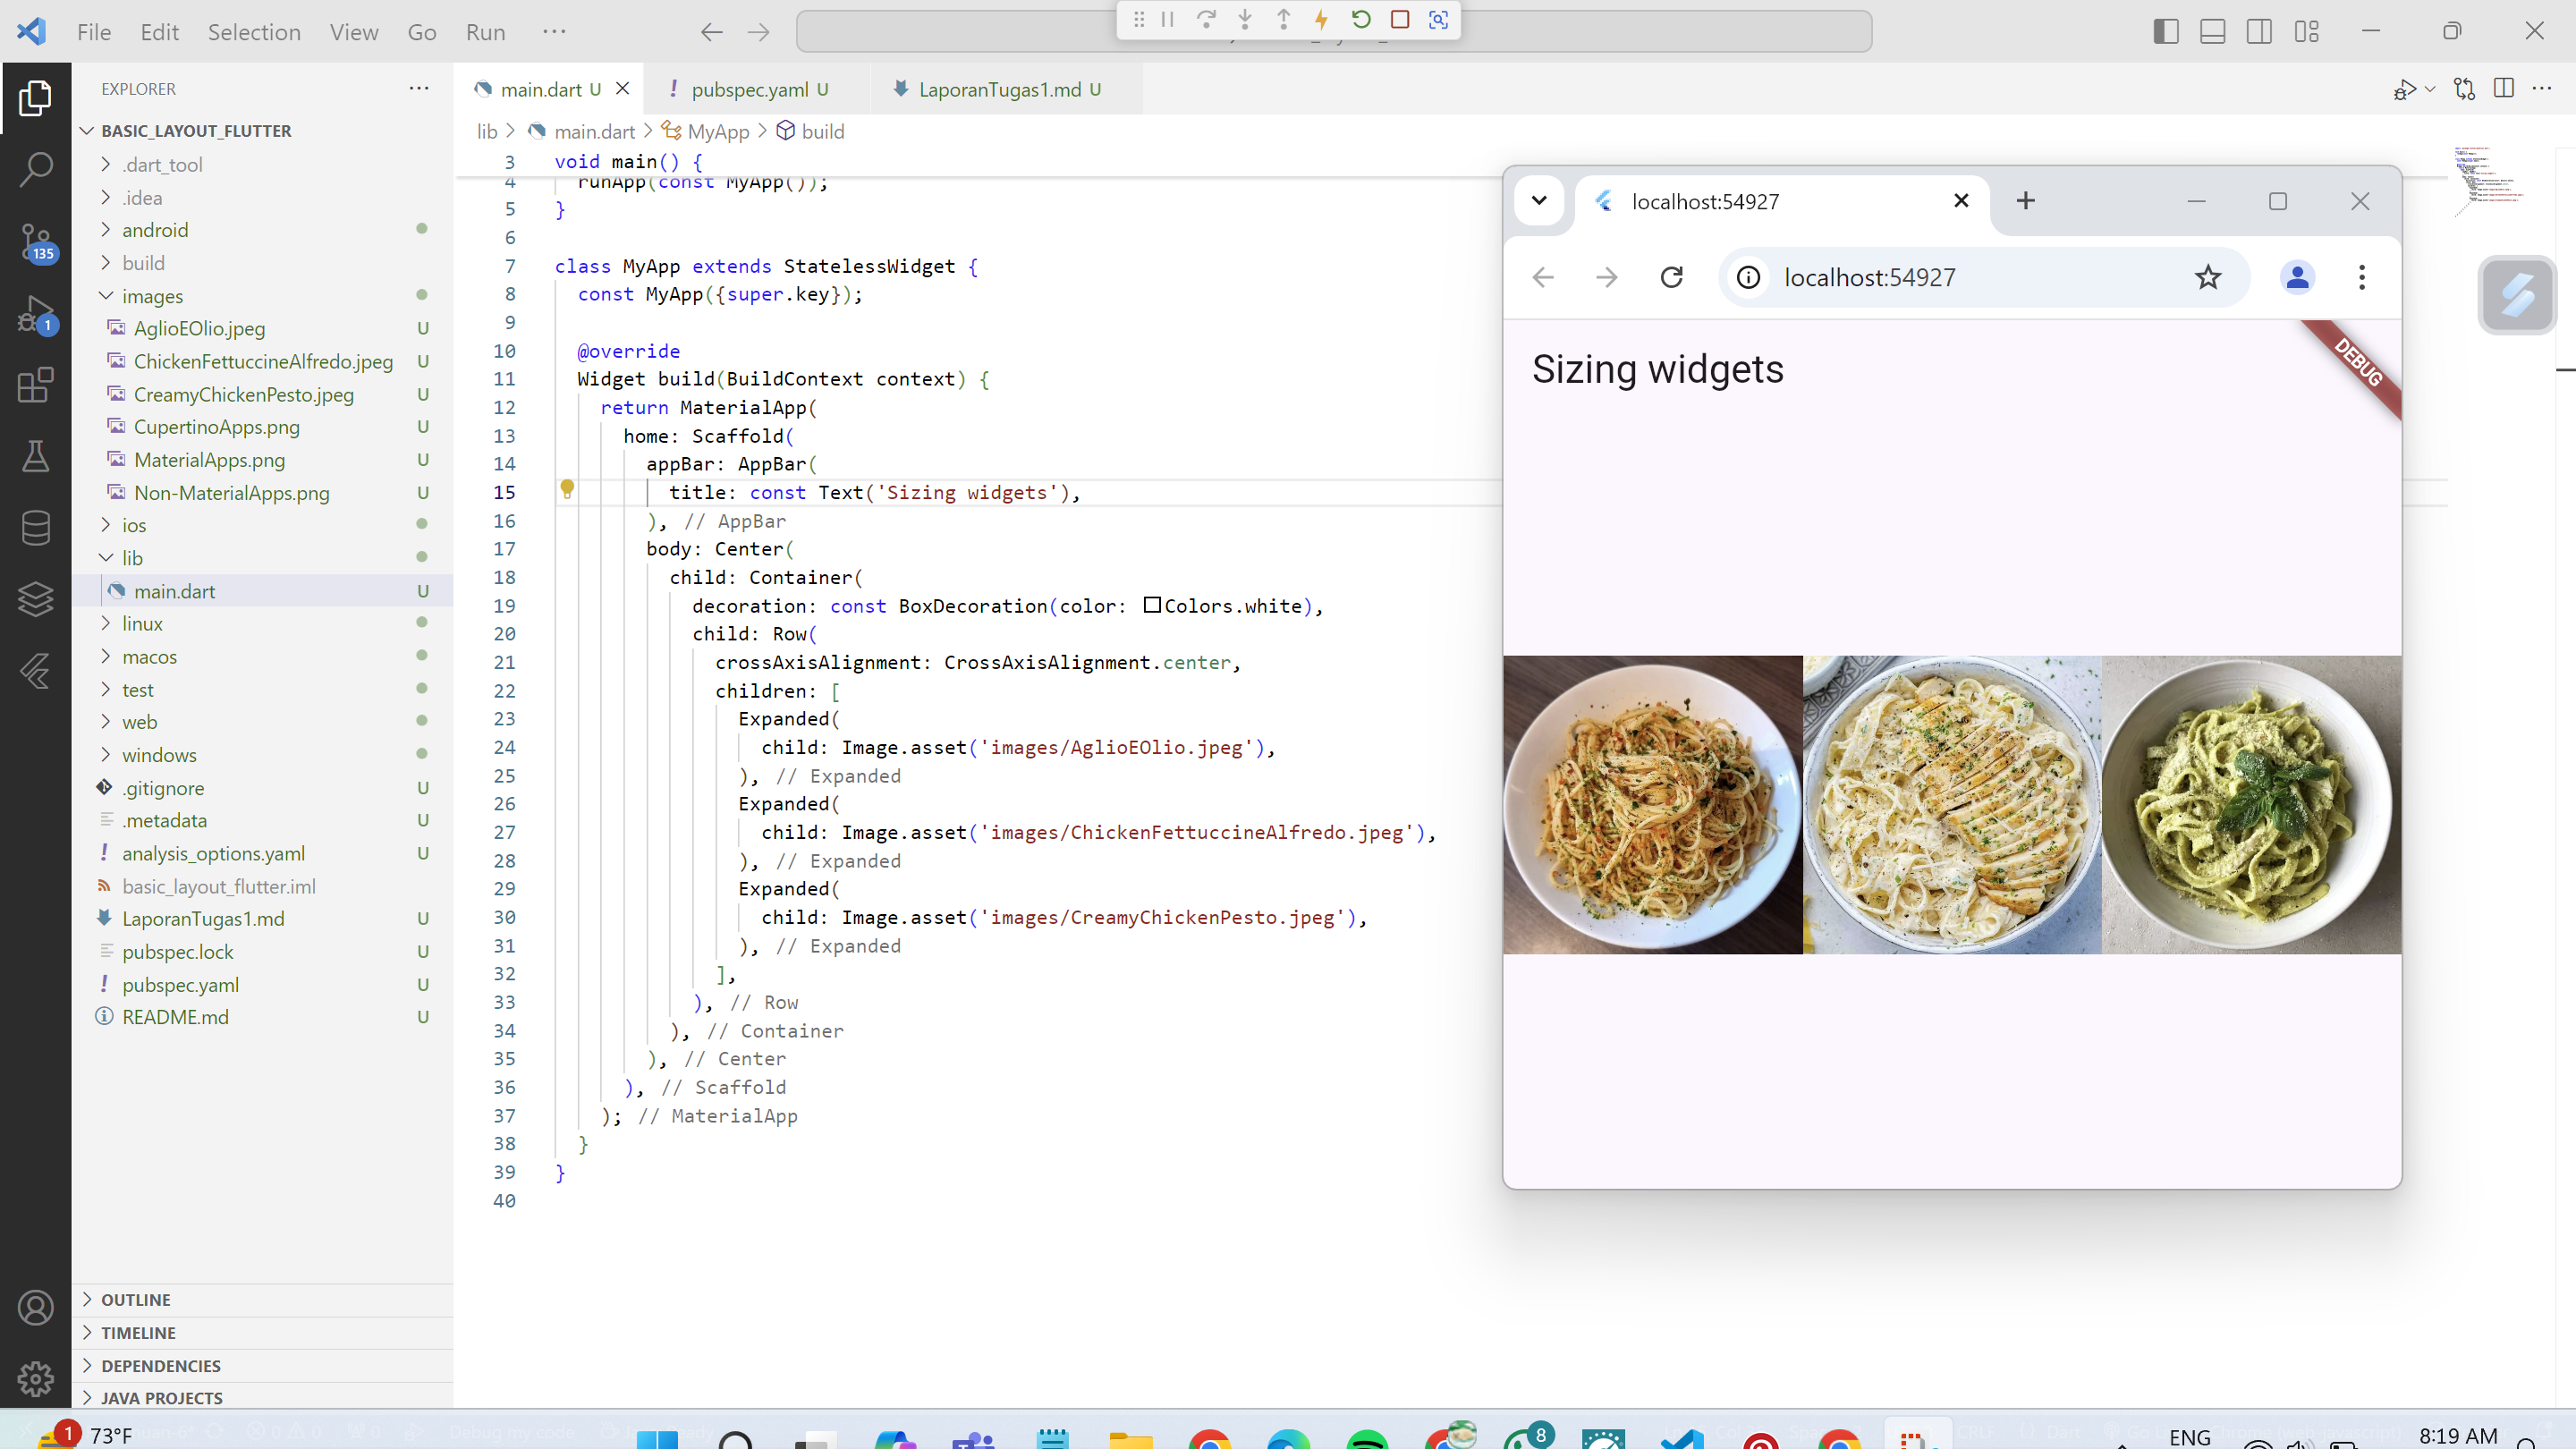 File Edit Selection View Go Run ···
EXPLORER ···
BASIC_LAYOUT_FLUTTER
.dart_tool
.idea
android
build
images
AglioEOlio.jpeg U
ChickenFettuccineAlfredo.jpeg U
CreamyChickenPesto.jpeg U
CupertinoApps.png U
MaterialApps.png U
Non-MaterialApps.png U
ios
lib
main.dart U
linux
macos
test
web
windows
.gitignore U
.metadata U
analysis_options.yaml U
basic_layout_flutter.iml
LaporanTugas1.md U
pubspec.lock U
pubspec.yaml U
README.md U
OUTLINE
TIMELINE
DEPENDENCIES
JAVA PROJECTS
135
1
main.dart U
pubspec.yaml U
LaporanTugas1.md U
lib > main.dart > MyApp > build
3 void main() {
4 runApp(const MyApp());
5 }
6
7 class MyApp extends StatelessWidget {
8 const MyApp({super.key});
9
10 @override
11 Widget build(BuildContext context) {
12 return MaterialApp(
13 home: Scaffold(
14 appBar: AppBar(
15 title: const Text('Sizing widgets'),
16 ), // AppBar
17 body: Center(
18 child: Container(
19 decoration: const BoxDecoration(color: Colors.white),
20 child: Row(
21 crossAxisAlignment: CrossAxisAlignment.center,
22 children: [
23 Expanded(
24 child: Image.asset('images/AglioEOlio.jpeg'),
25 ), // Expanded
26 Expanded(
27 child: Image.asset('images/ChickenFettuccineAlfredo.jpeg'),
28 ), // Expanded
29 Expanded(
30 child: Image.asset('images/CreamyChickenPesto.jpeg'),
31 ), // Expanded
32 ],
33 ), // Row
34 ), // Container
35 ), // Center
36 ), // Scaffold
37 ); // MaterialApp
38 }
39 }
40
localhost:54927
localhost:54927
Sizing widgets
DEBUG
1
73°F
8
ENG
8:19 AM